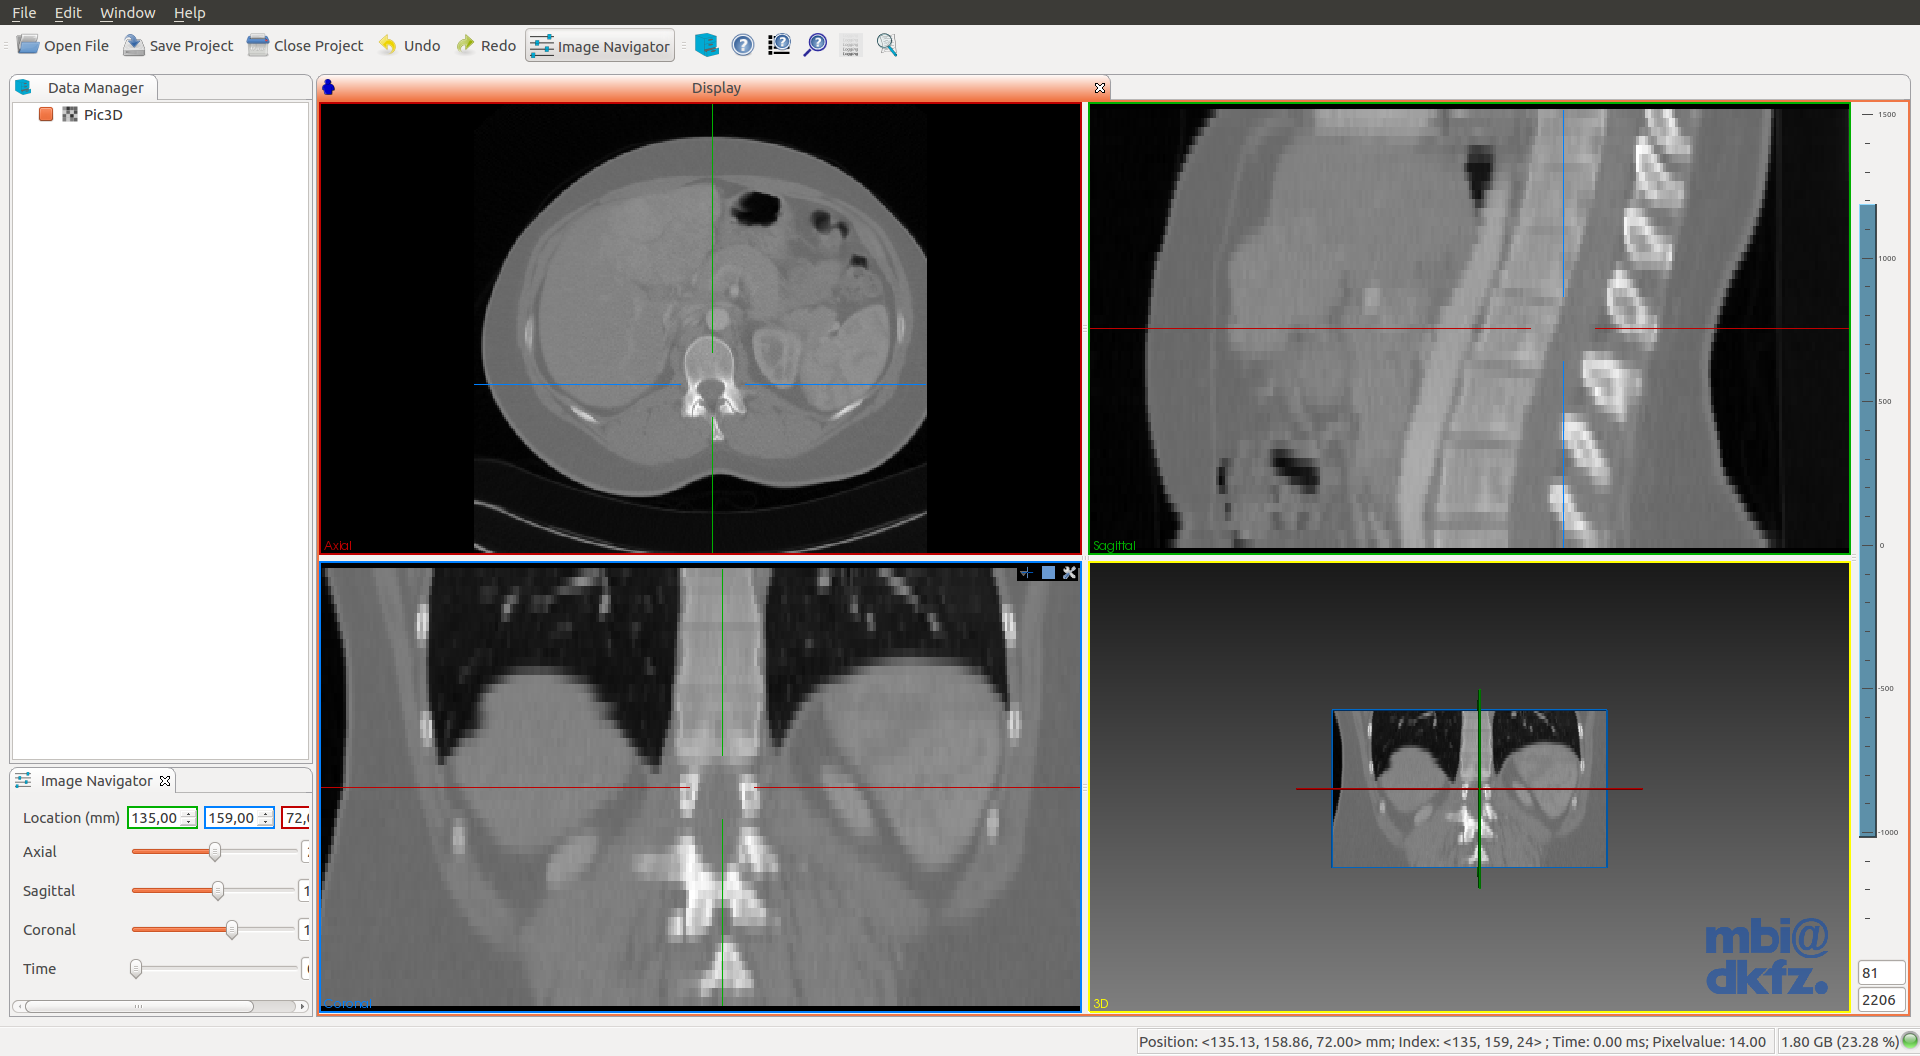 File Edit Window Help
Open File Save Project Close Project Undo Redo Image Navigator
Data Manager
Display
Pic3D
1500
1000
500
0
-500
-1000
Axial
Sagittal
Coronal
3D
mbi@
dkfz.
81
2206
Image Navigator
Location (mm) 135,00 159,00 72,
Axial
Sagittal 1
Coronal 1
Time
Position: <135.13, 158.86, 72.00> mm; Index: <135, 159, 24> ; Time: 0.00 ms; Pixelvalue: 14.00 1.80 GB (23.28 %)